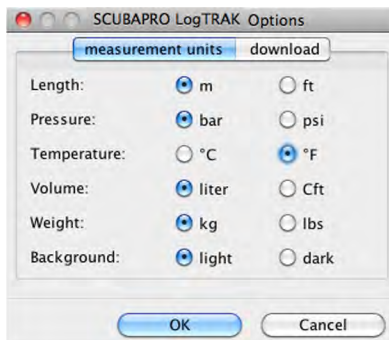 SCUBAPRO LogTRAK Options
measurement units download
Length: m ft
Pressure: bar psi
Temperature: °C °F
Volume: liter Cft
Weight: kg lbs
Background: light dark
OK Cancel